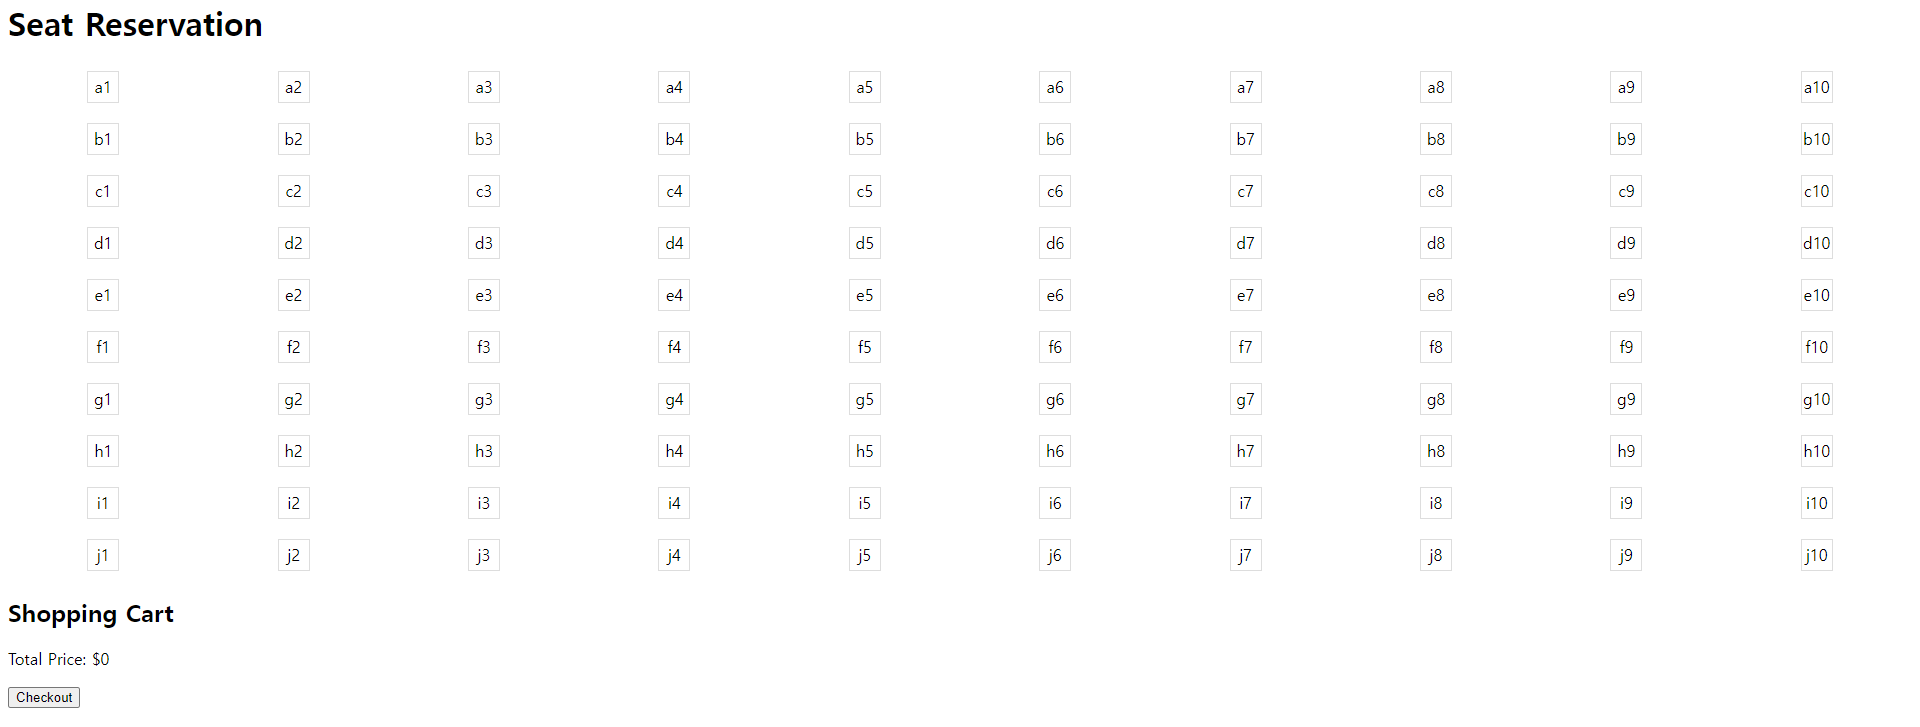 Seat Reservation
a1 a2 a3 a4 a5 a6 a7 a8 a9 a10
b1 b2 b3 b4 b5 b6 b7 b8 b9 b10
c1 c2 c3 c4 c5 c6 c7 c8 c9 c10
d1 d2 d3 d4 d5 d6 d7 d8 d9 d10
e1 e2 e3 e4 e5 e6 e7 e8 e9 e10
f1 f2 f3 f4 f5 f6 f7 f8 f9 f10
g1 g2 g3 g4 g5 g6 g7 g8 g9 g10
h1 h2 h3 h4 h5 h6 h7 h8 h9 h10
i1 i2 i3 i4 i5 i6 i7 i8 i9 i10
j1 j2 j3 j4 j5 j6 j7 j8 j9 j10
Shopping Cart
Total Price: $0
Checkout